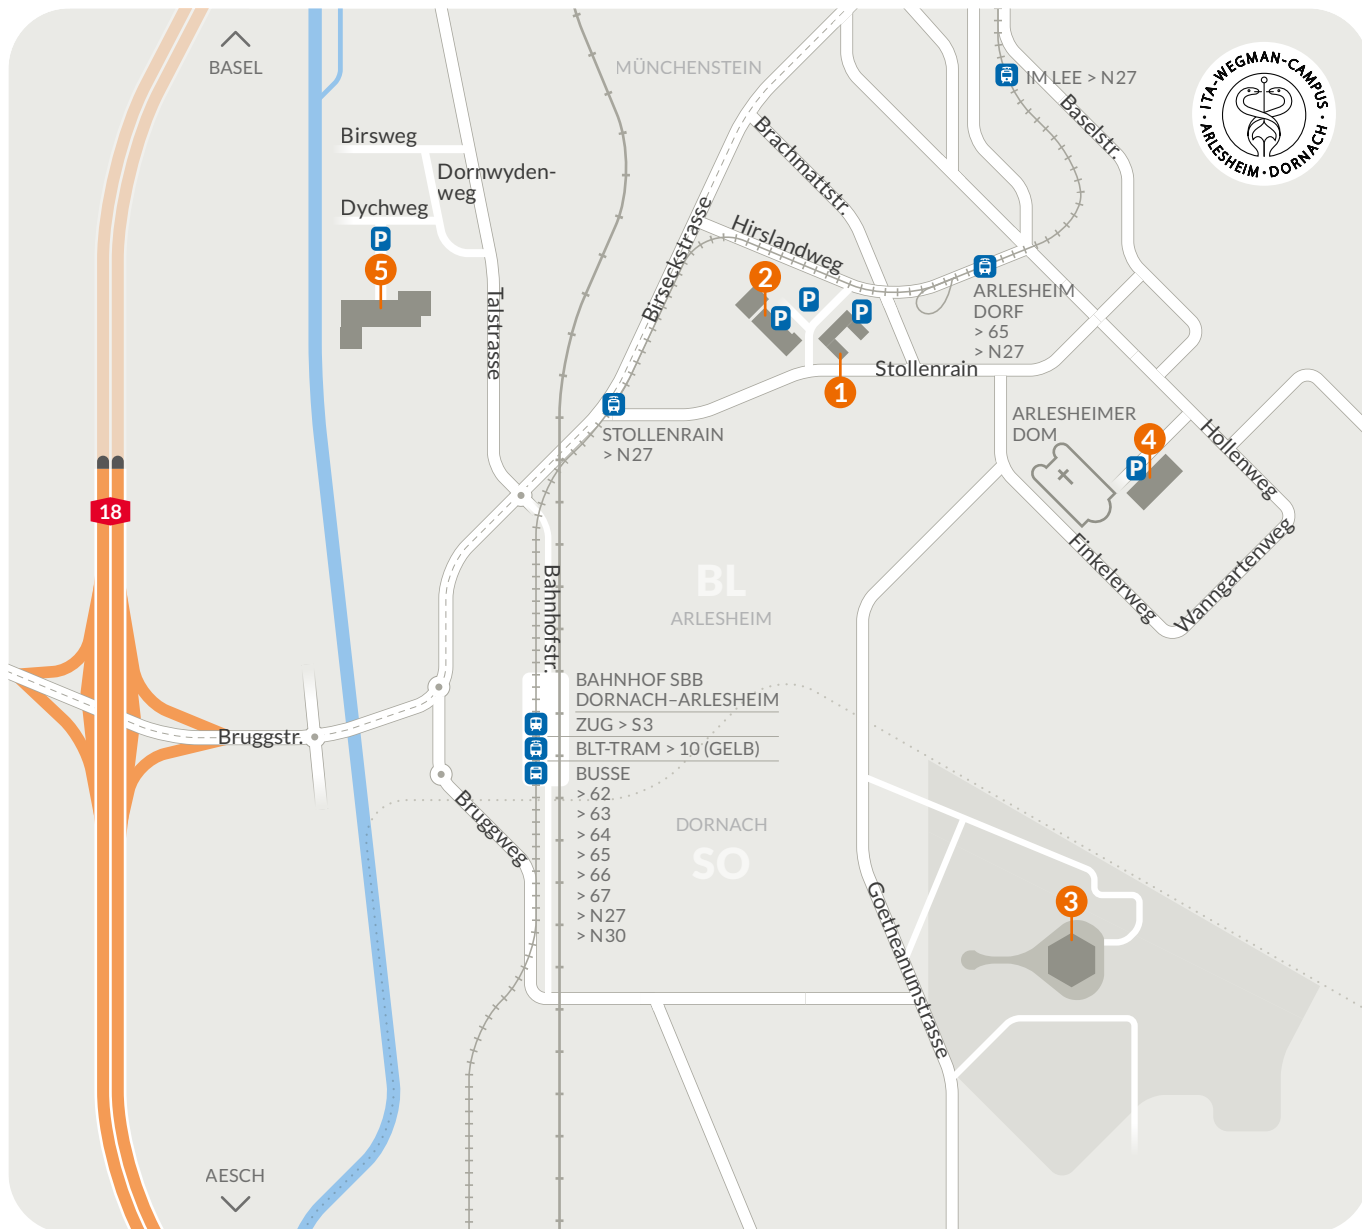 BASEL
MÜNCHENSTEIN
IM LEE > N27
ITA-WEGMAN-CAMPUS
ARLESHEIM · DORNACH
Baselstr.
Birsweg
Dornwyden-
weg
Dychweg
P
5
Brachmattstr.
Hirslandweg
Birseckstrasse
Talstrasse
2
P
P
P
1
ARLESHEIM
DORF
> 65
> N27
Stollenrain
STOLLENRAIN
> N27
ARLESHEIMER
DOM
4
P
Hollenweg
Wanngartenweg
Finkelerweg
18
Bahnhofstr.
BL
ARLESHEIM
BAHNHOF SBB
DORNACH–ARLESHEIM
ZUG > S3
BLT-TRAM > 10 (GELB)
BUSSE
> 62
> 63
> 64
> 65
> 66
> 67
> N27
> N30
Bruggstr.
Bruggweg
DORNACH
SO
Goetheanumstrasse
3
AESCH